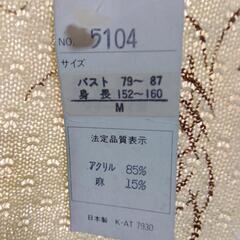 NO. 5104
サイズ
バスト 79〜 87
身 長 152〜160
M
法定品質表示
アクリル 85%
麻 15%
日本製 K-AT 7930